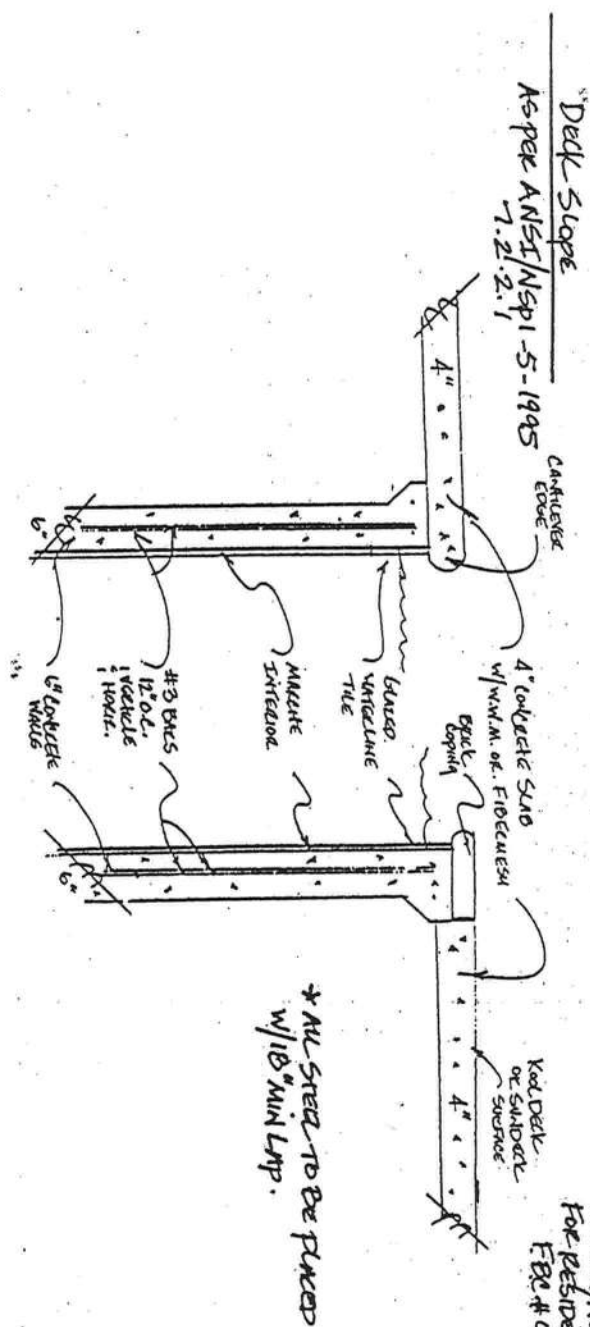 "Deck Slope
AS PER ANSI/NSPI-5-1995
7.2.2.1
FOR RESIDE
FBC #
CANTILEVER
EDGE
4" CONCRETE SLAB
W/W.W.M. OR. FIBERMESH
BRICK
COPING
KOOL DECK
OR SUNDECK
SURFACE
4"
4"
GLAZED
WATERLINE
TILE
MARCITE
INTERIOR
#3 BARS
12" O.C.
VERTICLE
& HORIZ.
6" CONCRETE
WALLS
6"
6"
* ALL STEEL TO BE PLACED
W/18" MIN LAP.